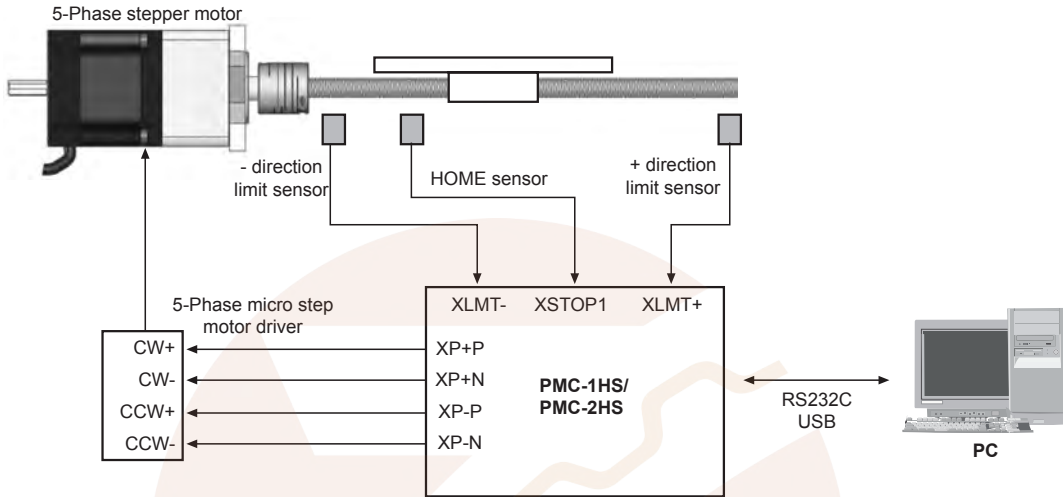 5-Phase stepper motor
- direction
limit sensor
HOME sensor
+ direction
limit sensor
5-Phase micro step
motor driver
XLMT-
XSTOP1
XLMT+
CW+
CW-
CCW+
CCW-
XP+P
XP+N
XP-P
XP-N
PMC-1HS/
PMC-2HS
RS232C
USB
PC